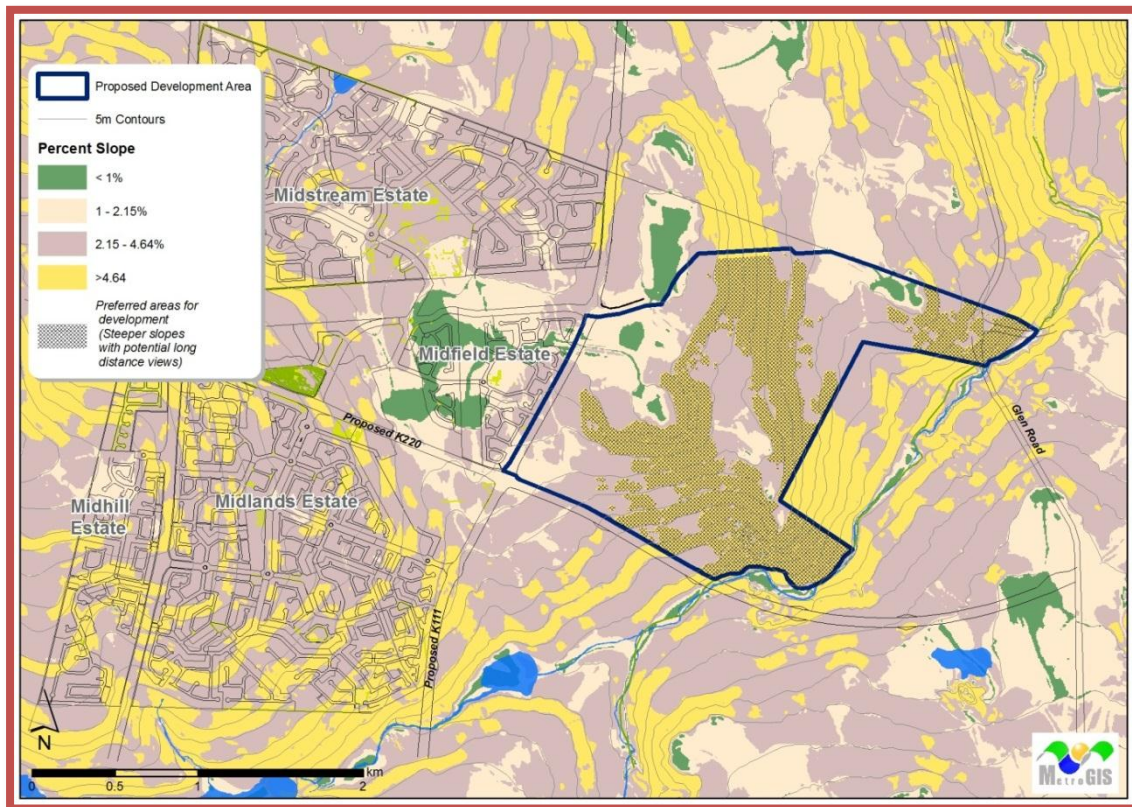 Proposed Development Area
5m Contours
Percent Slope
< 1%
1 - 2.15%
2.15 - 4.64%
>4.64
Preferred areas for
development
(Steeper slopes
with potential long
distance views)
Midstream Estate
Midfield Estate
Proposed K220
Glen Road
Midlands Estate
Midhill
Estate
Proposed K111
N
0 0.5 1 2
km
MetroGIS